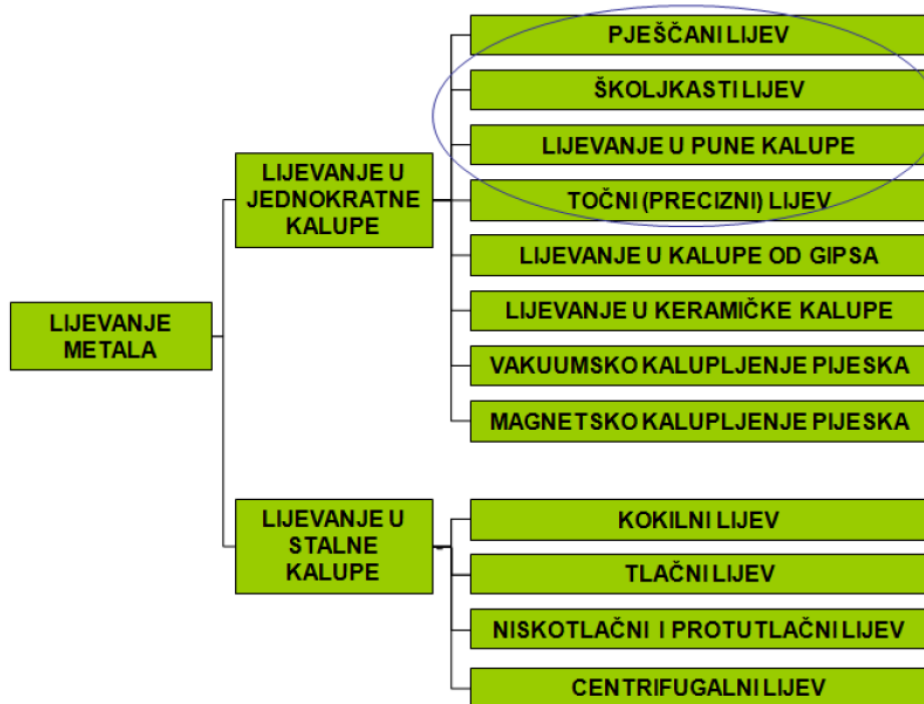 LIJEVANJE
METALA
LIJEVANJE U
JEDNOKRATNE
KALUPE
PJEŠČANI LIJEV
ŠKOLJKASTI LIJEV
LIJEVANJE U PUNE KALUPE
TOČNI (PRECIZNI) LIJEV
LIJEVANJE U KALUPE OD GIPSA
LIJEVANJE U KERAMIČKE KALUPE
VAKUUMSKO KALUPLJENJE PIJESKA
MAGNETSKO KALUPLJENJE PIJESKA
LIJEVANJE U
STALNE
KALUPE
KOKILNI LIJEV
TLAČNI LIJEV
NISKOTLAČNI I PROTUTLAČNI LIJEV
CENTRIFUGALNI LIJEV